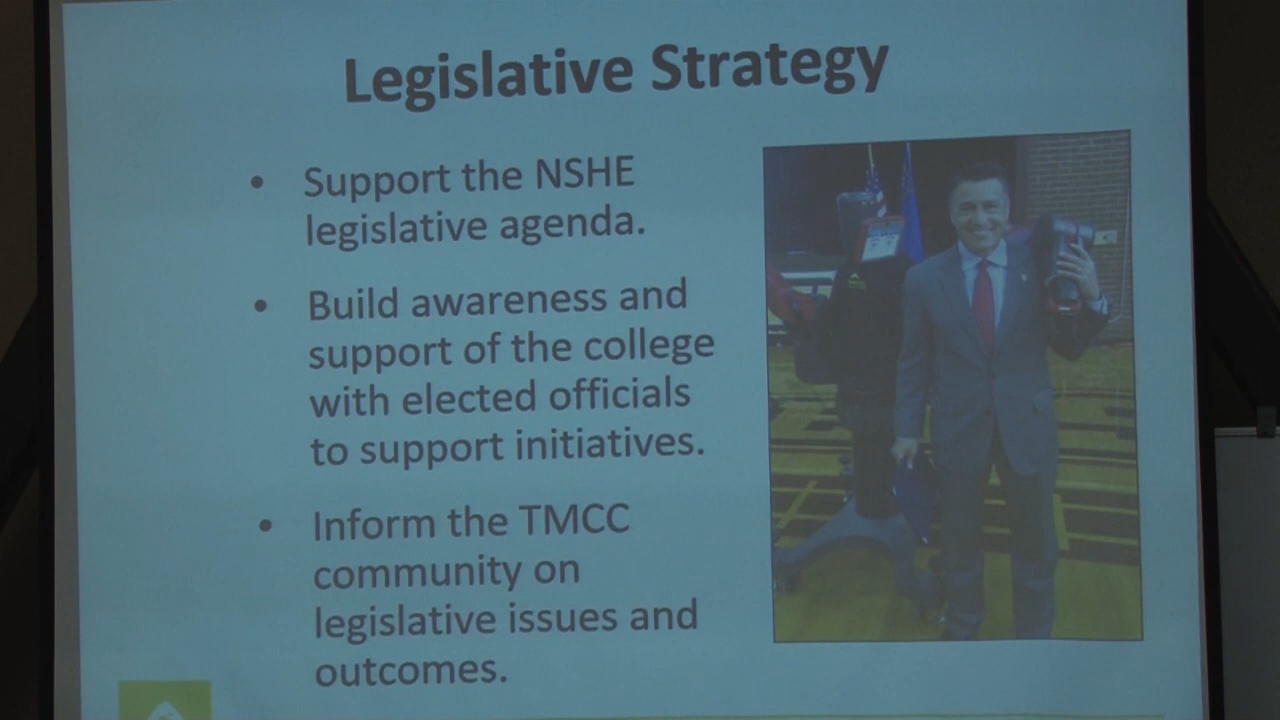 Legislative Strategy
• Support the NSHE
legislative agenda.
• Build awareness and
support of the college
with elected officials
to support initiatives.
• Inform the TMCC
community on
legislative issues and
outcomes.